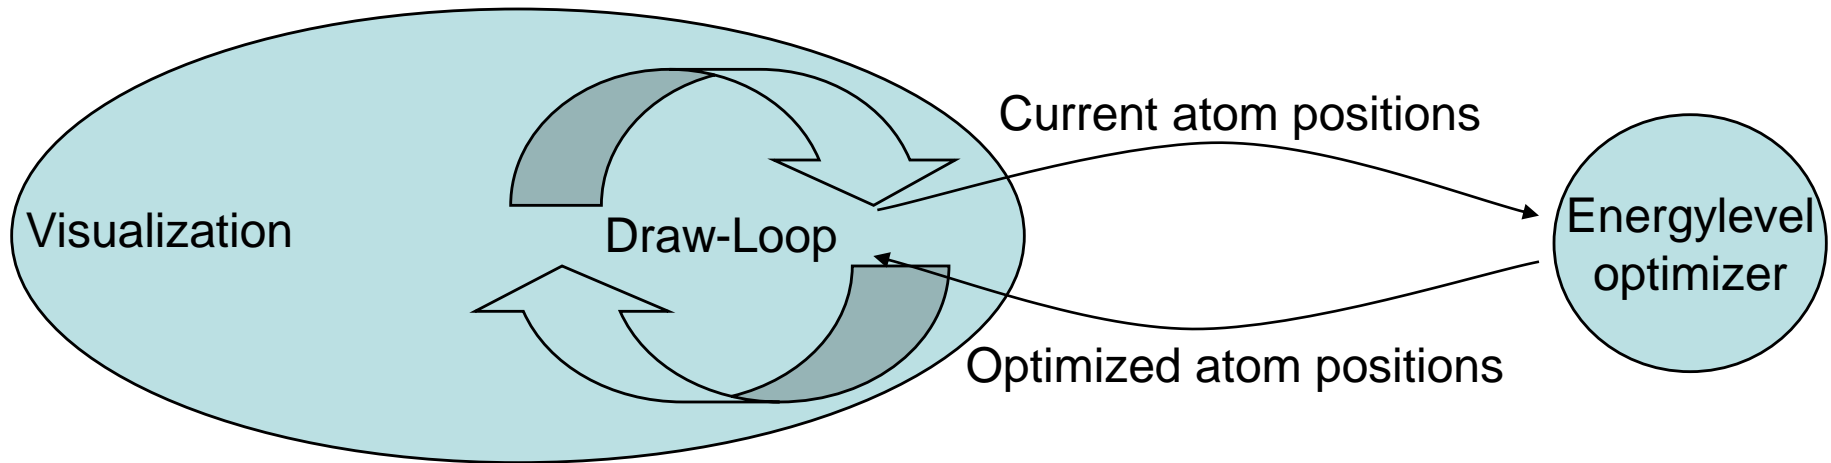 Visualization
Draw-Loop
Current atom positions
Optimized atom positions
Energylevel
optimizer